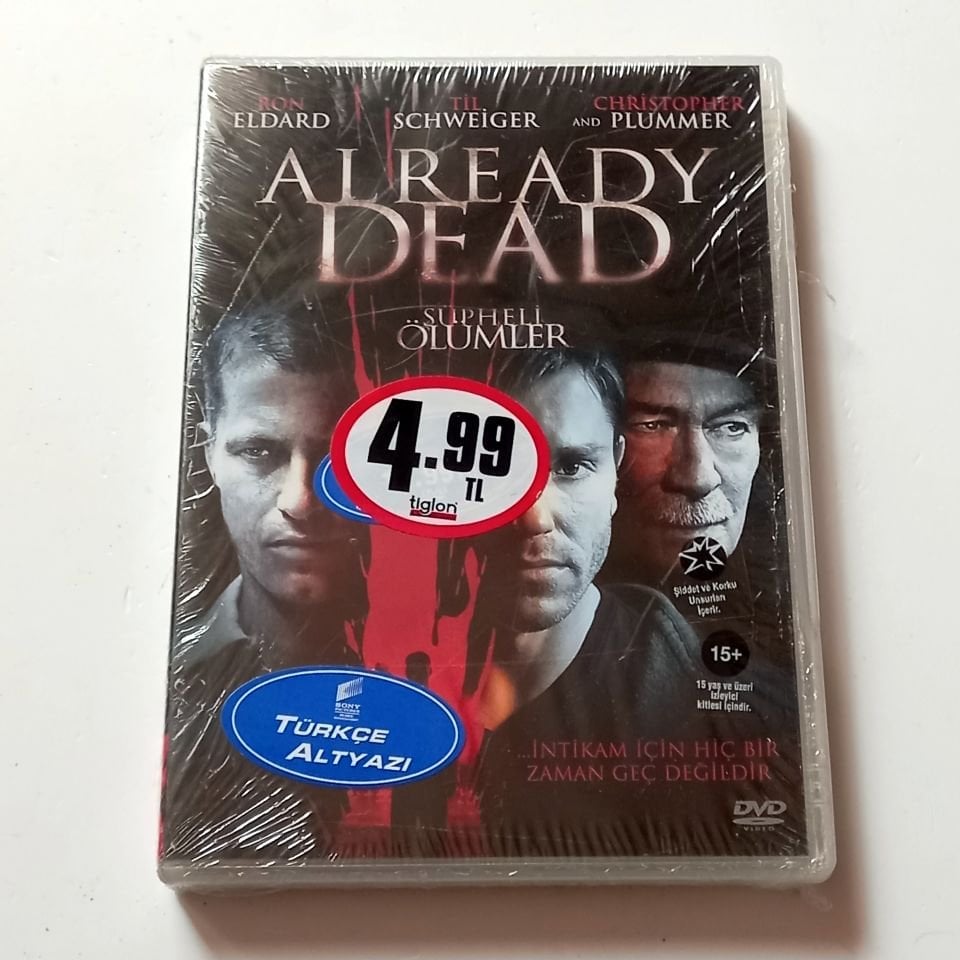 RON TIL CHRISTOPHER
ELDARD SCHWEIGER AND PLUMMER
ALREADY
DEAD
ŞÜPHELİ
ÖLÜMLER
4.99
TL
tiglon
Şiddet ve Korku
Unsurları
İçerir.
15+
15 yaş ve üzeri
izleyici
kitlesi içindir.
SONY
PICTURES
TÜRKÇE
ALTYAZI
...İNTİKAM İÇİN HİÇ BİR
ZAMAN GEÇ DEĞİLDİR
DVD
VIDEO